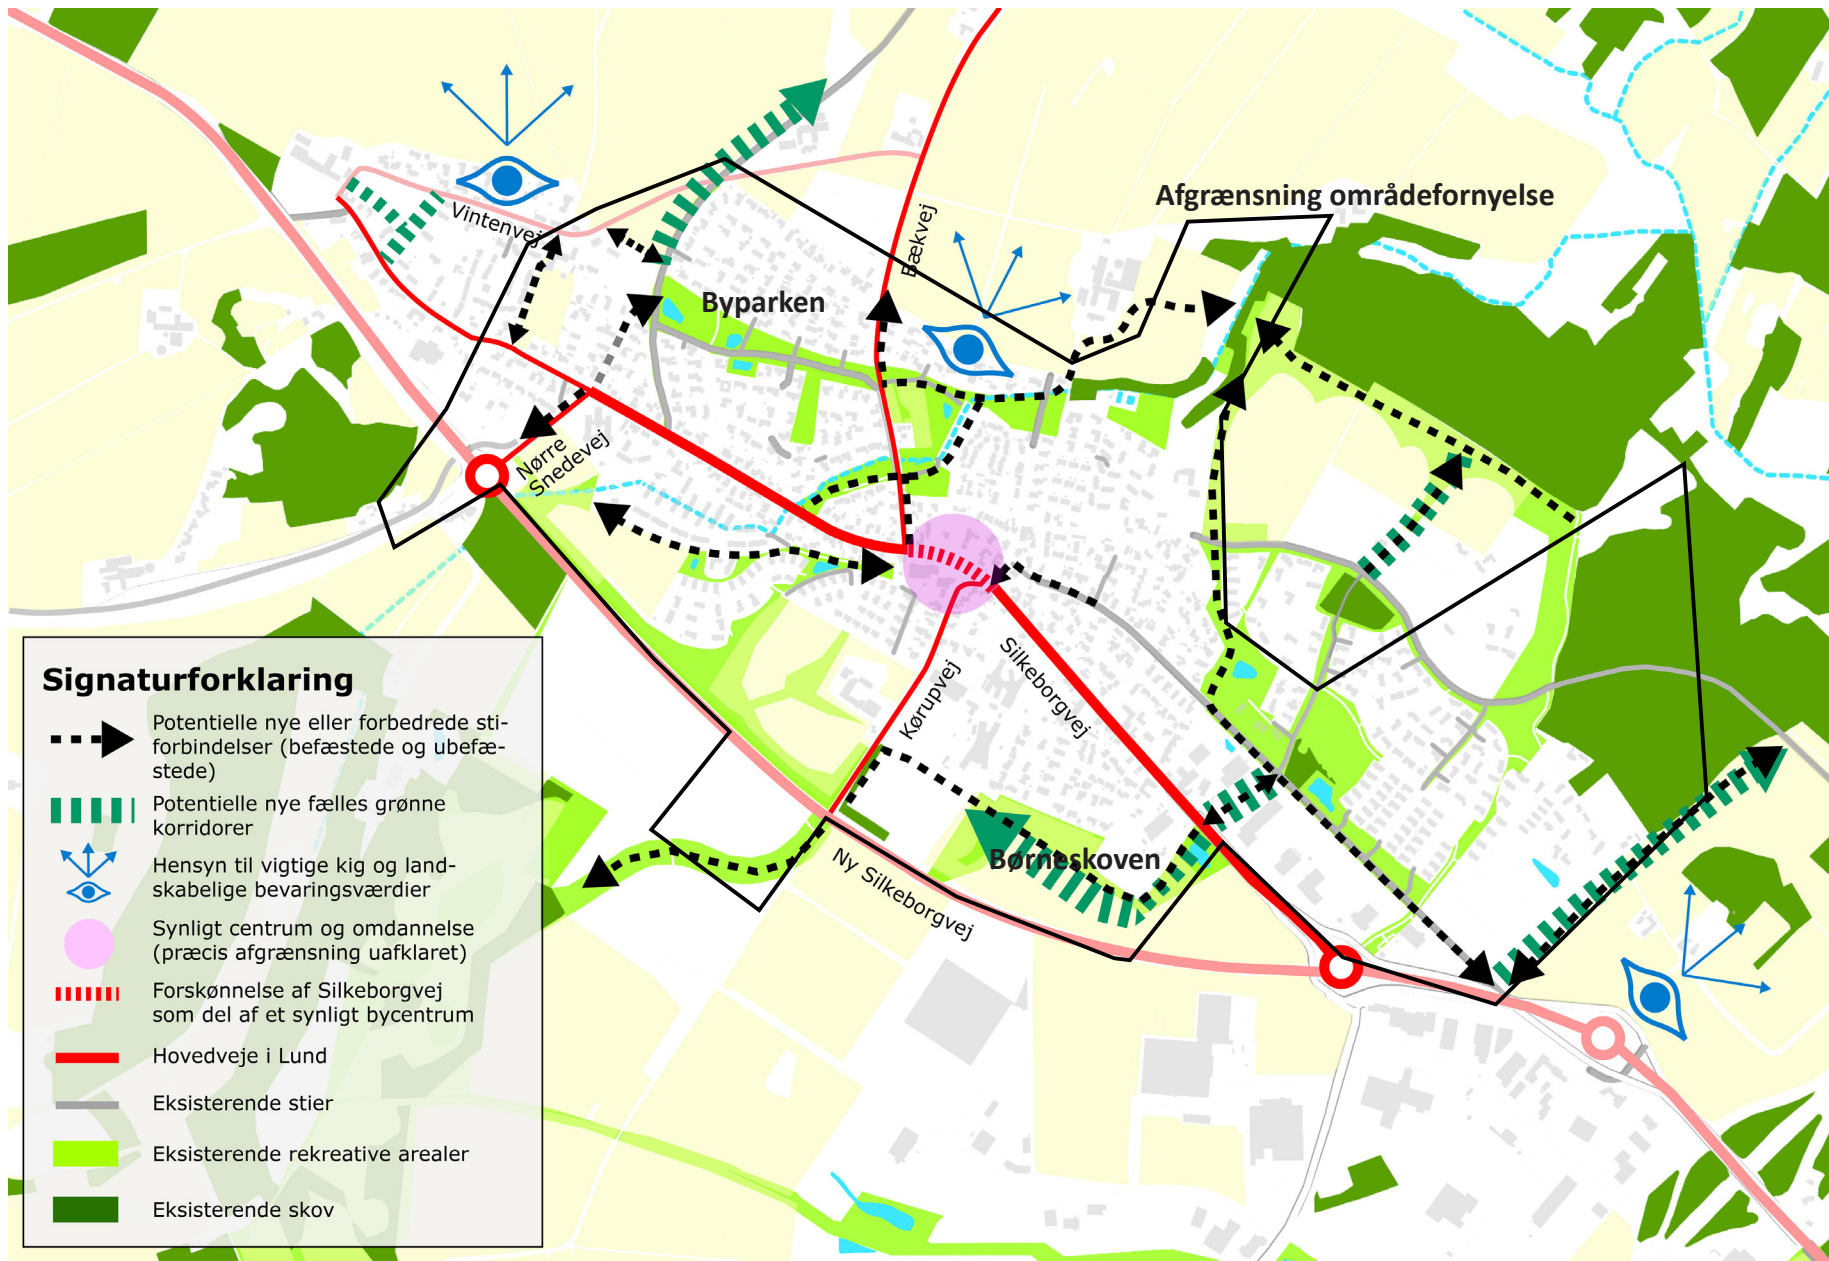 Afgrænsning områdefornyelse
Vintenvej
Bækvej
Byparken
Nørre
Snedevej
Silkeborgvej
Kørupvej
Børneskoven
Ny Silkeborgvej
Signaturforklaring
Potentielle nye eller forbedrede sti-
forbindelser (befæstede og ubefæ-
stede)
Potentielle nye fælles grønne
korridorer
Hensyn til vigtige kig og land-
skabelige bevaringsværdier
Synligt centrum og omdannelse
(præcis afgrænsning uafklaret)
Forskønnelse af Silkeborgvej
som del af et synligt bycentrum
Hovedveje i Lund
Eksisterende stier
Eksisterende rekreative arealer
Eksisterende skov